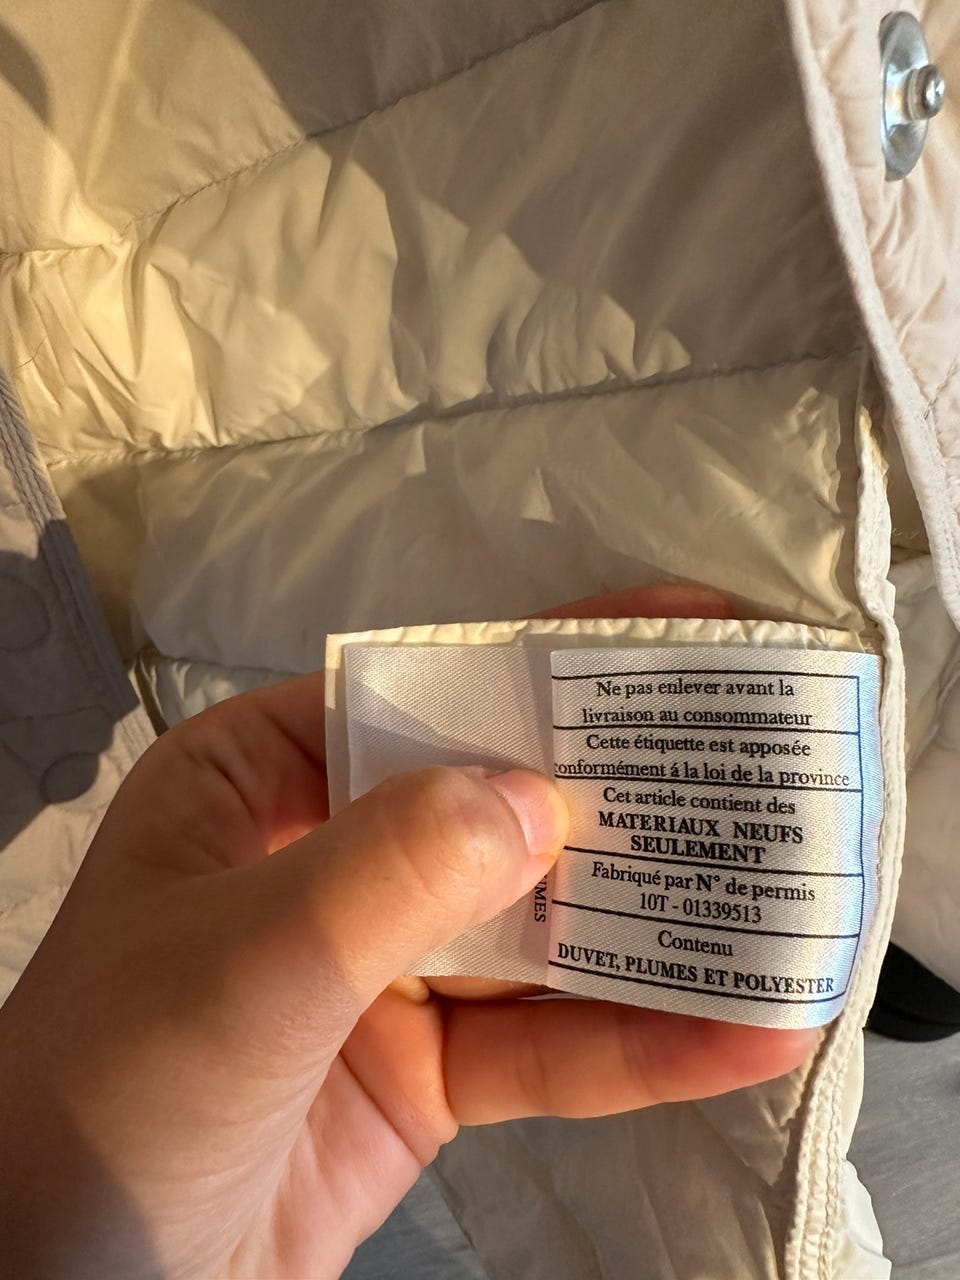 Ne pas enlever avant la
livraison au consommateur
Cette étiquette est apposée
conformément á la loi de la province
Cet article contient des
MATERIAUX NEUFS
SEULEMENT
Fabriqué par N° de permis
10T - 01339513
Contenu
DUVET, PLUMES ET POLYESTER